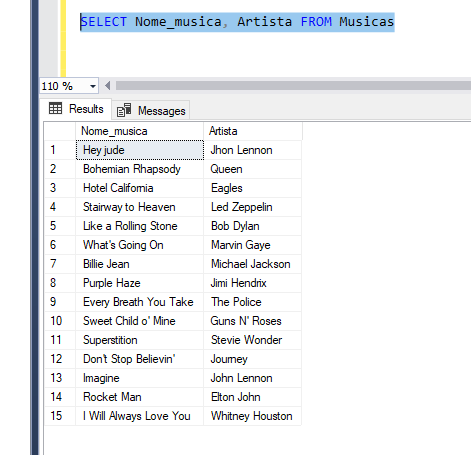 SELECT Nome_musica, Artista FROM Musicas
110 %
Results Messages
Nome_musica Artista
1 Hey jude Jhon Lennon
2 Bohemian Rhapsody Queen
3 Hotel California Eagles
4 Stairway to Heaven Led Zeppelin
5 Like a Rolling Stone Bob Dylan
6 What's Going On Marvin Gaye
7 Billie Jean Michael Jackson
8 Purple Haze Jimi Hendrix
9 Every Breath You Take The Police
10 Sweet Child o' Mine Guns N' Roses
11 Superstition Stevie Wonder
12 Don't Stop Believin' Journey
13 Imagine John Lennon
14 Rocket Man Elton John
15 I Will Always Love You Whitney Houston